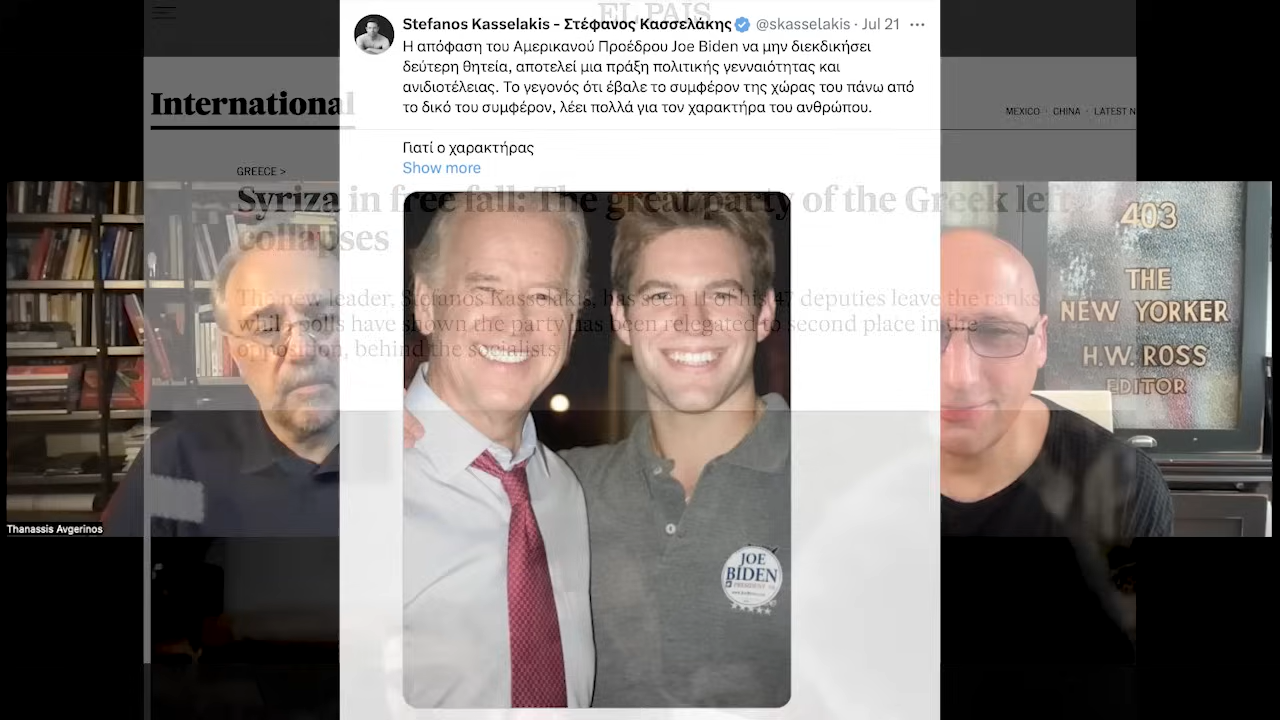 EL PAIS
Stefanos Kasselakis - Στέφανος Κασσελάκης @skasselakis · Jul 21
Η απόφαση του Αμερικανού Προέδρου Joe Biden να μην διεκδικήσει
δεύτερη θητεία, αποτελεί μια πράξη πολιτικής γενναιότητας και
ανιδιοτέλειας. Το γεγονός ότι έβαλε το συμφέρον της χώρας του πάνω από
το δικό του συμφέρον, λέει πολλά για τον χαρακτήρα του ανθρώπου.
Γιατί ο χαρακτήρας
Show more
International
MEXICO · CHINA · LATEST N
GREECE >
Syriza in free fall: The great party of the Greek left
collapses
The new leader, Stefanos Kasselakis, has seen how his 47 deputies leave the ranks
while polls have shown the party has been relegated to second place in the
opposition, behind the socialists
403
THE
NEW YORKER
H.W. ROSS
EDITOR
JOE
BIDEN
PRESIDENT
Thanassis Avgerinos